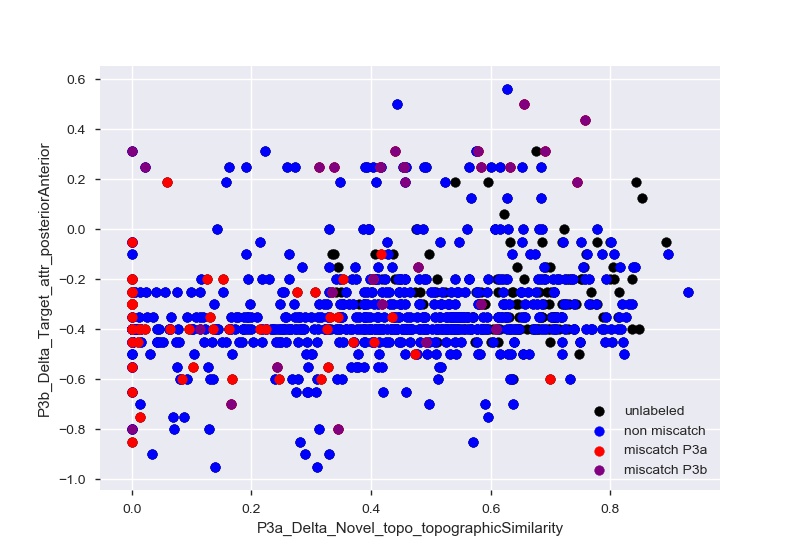 0.6
0.4
0.2
0.0
−0.2
−0.4
−0.6
−0.8
−1.0
P3b_Delta_Target_attr_posteriorAnterior
unlabeled
non miscatch
miscatch P3a
miscatch P3b
0.0 0.2 0.4 0.6 0.8
P3a_Delta_Novel_topo_topographicSimilarity